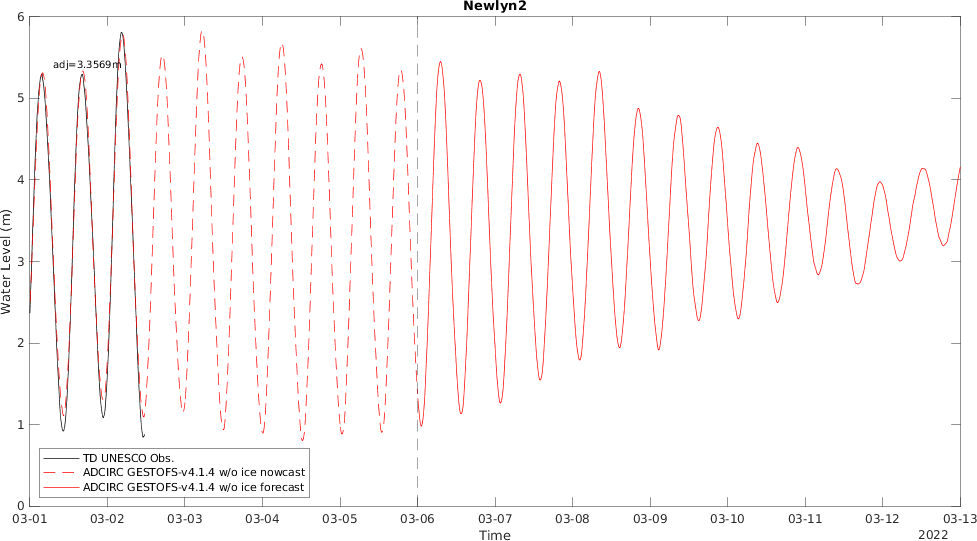 Newlyn2
6
5
4
3
2
1
0
Water Level (m)
adj=3.3569m
TD UNESCO Obs.
ADCIRC GESTOFS-v4.1.4 w/o ice nowcast
ADCIRC GESTOFS-v4.1.4 w/o ice forecast
03-01 03-02 03-03 03-04 03-05 03-06 03-07 03-08 03-09 03-10 03-11 03-12 03-13
Time
2022